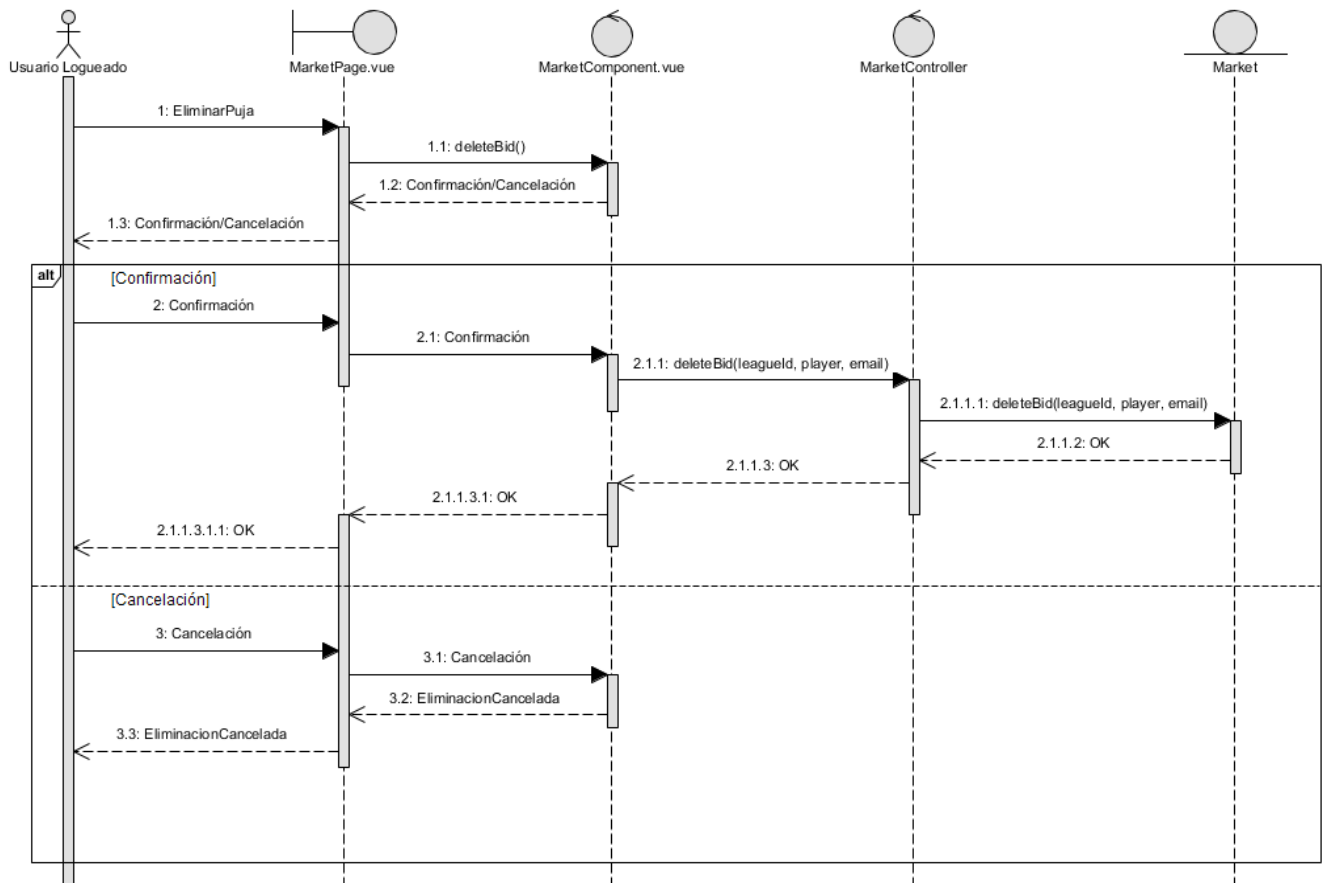 Usuario Logueado
MarketPage.vue
MarketComponent.vue
MarketController
Market
1: EliminarPuja
1.1: deleteBid()
1.2: Confirmación/Cancelación
1.3: Confirmación/Cancelación
alt
[Confirmación]
2: Confirmación
2.1: Confirmación
2.1.1: deleteBid(leagueId, player, email)
2.1.1.1: deleteBid(leagueId, player, email)
2.1.1.2: OK
2.1.1.3: OK
2.1.1.3.1: OK
2.1.1.3.1.1: OK
[Cancelación]
3: Cancelación
3.1: Cancelación
3.2: EliminacionCancelada
3.3: EliminacionCancelada